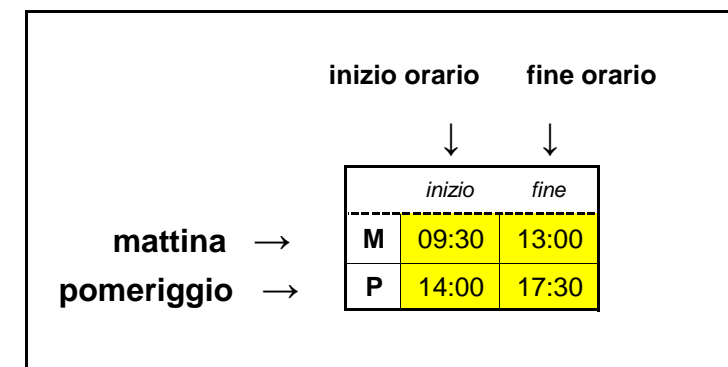 inizio orario fine orario
↓ ↓
inizio fine
mattina → M 09:30 13:00
pomeriggio → P 14:00 17:30